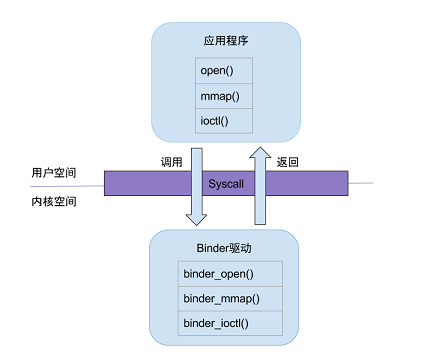 应用程序
open()
mmap()
ioctl()
调用
返回
用户空间
Syscall
内核空间
Binder驱动
binder_open()
binder_mmap()
binder_ioctl()